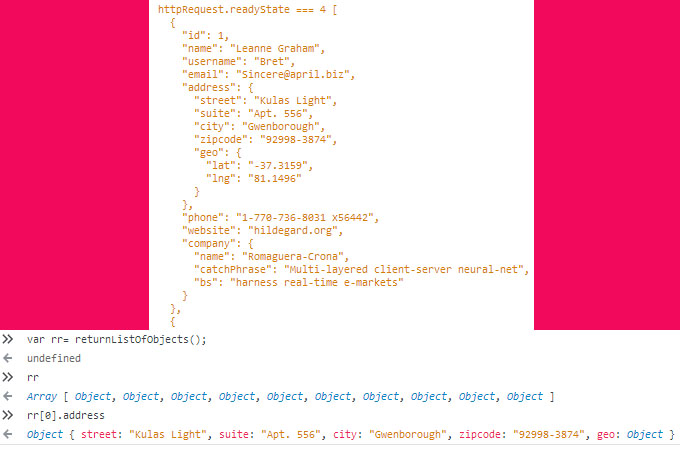 httpRequest.readyState === 4 [
{
"id": 1,
"name": "Leanne Graham",
"username": "Bret",
"email": "Sincere@april.biz",
"address": {
"street": "Kulas Light",
"suite": "Apt. 556",
"city": "Gwenborough",
"zipcode": "92998-3874",
"geo": {
"lat": "-37.3159",
"lng": "81.1496"
}
},
"phone": "1-770-736-8031 x56442",
"website": "hildegard.org",
"company": {
"name": "Romaguera-Crona",
"catchPhrase": "Multi-layered client-server neural-net",
"bs": "harness real-time e-markets"
}
},
{
var rr= returnListOfObjects();
undefined
rr
Array [ Object, Object, Object, Object, Object, Object, Object, Object, Object, Object ]
rr[0].address
Object { street: "Kulas Light", suite: "Apt. 556", city: "Gwenborough", zipcode: "92998-3874", geo: Object }